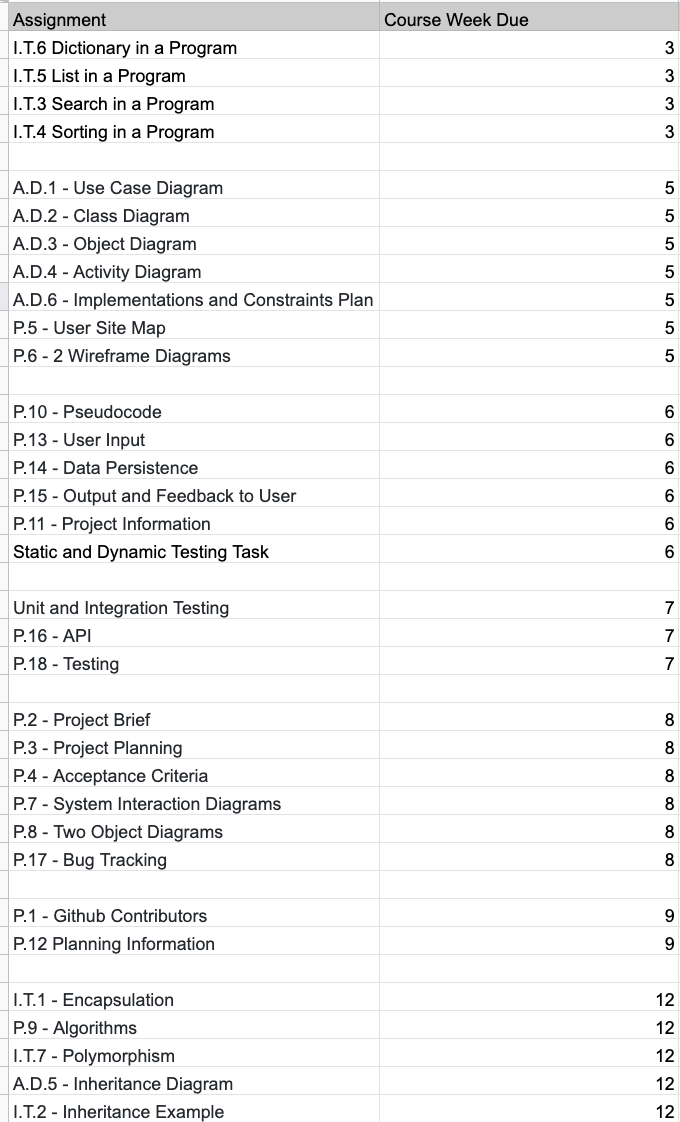 Assignment Course Week Due
I.T.6 Dictionary in a Program 3
I.T.5 List in a Program 3
I.T.3 Search in a Program 3
I.T.4 Sorting in a Program 3
A.D.1 - Use Case Diagram 5
A.D.2 - Class Diagram 5
A.D.3 - Object Diagram 5
A.D.4 - Activity Diagram 5
A.D.6 - Implementations and Constraints Plan 5
P.5 - User Site Map 5
P.6 - 2 Wireframe Diagrams 5
P.10 - Pseudocode 6
P.13 - User Input 6
P.14 - Data Persistence 6
P.15 - Output and Feedback to User 6
P.11 - Project Information 6
Static and Dynamic Testing Task 6
Unit and Integration Testing 7
P.16 - API 7
P.18 - Testing 7
P.2 - Project Brief 8
P.3 - Project Planning 8
P.4 - Acceptance Criteria 8
P.7 - System Interaction Diagrams 8
P.8 - Two Object Diagrams 8
P.17 - Bug Tracking 8
P.1 - Github Contributors 9
P.12 Planning Information 9
I.T.1 - Encapsulation 12
P.9 - Algorithms 12
I.T.7 - Polymorphism 12
A.D.5 - Inheritance Diagram 12
I.T.2 - Inheritance Example 12